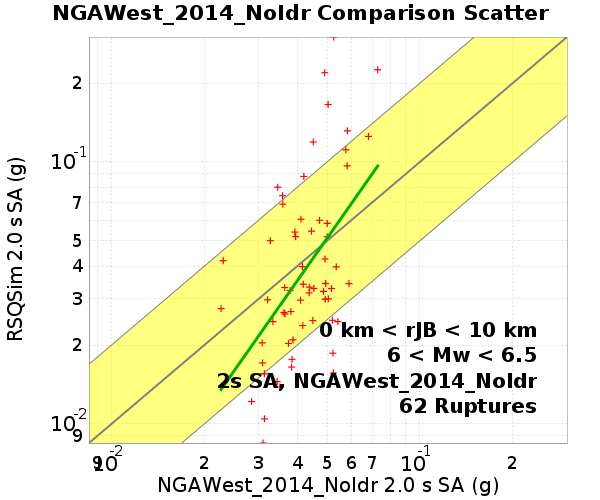 NGAWest_2014_NoIdr Comparison Scatter
RSQSim 2.0 s SA (g)
2
10-1
7
5
4
3
2
10-2
9
0 km < rJB < 10 km
6 < Mw < 6.5
2s SA, NGAWest_2014_NoIdr
62 Ruptures
9 10-2 2 3 4 5 6 7 10-1 2
NGAWest_2014_NoIdr 2.0 s SA (g)